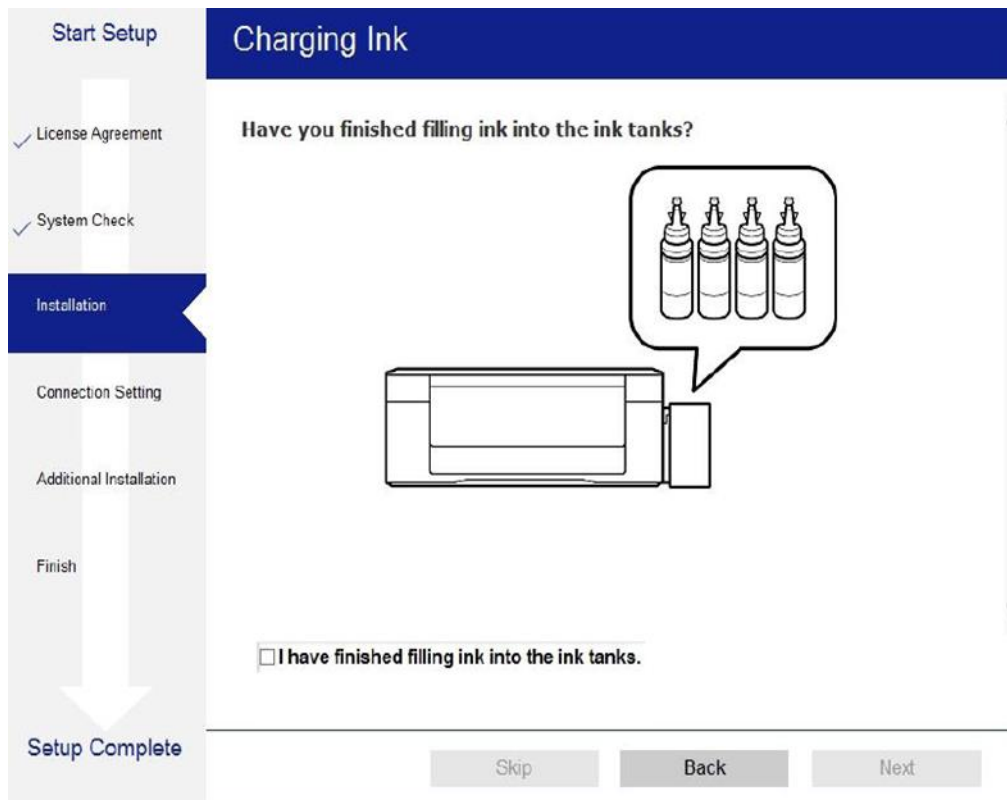 Start Setup
License Agreement
System Check
Installation
Connection Setting
Additional Installation
Finish
Setup Complete
Charging Ink
Have you finished filling ink into the ink tanks?
I have finished filling ink into the ink tanks.
Skip
Back
Next